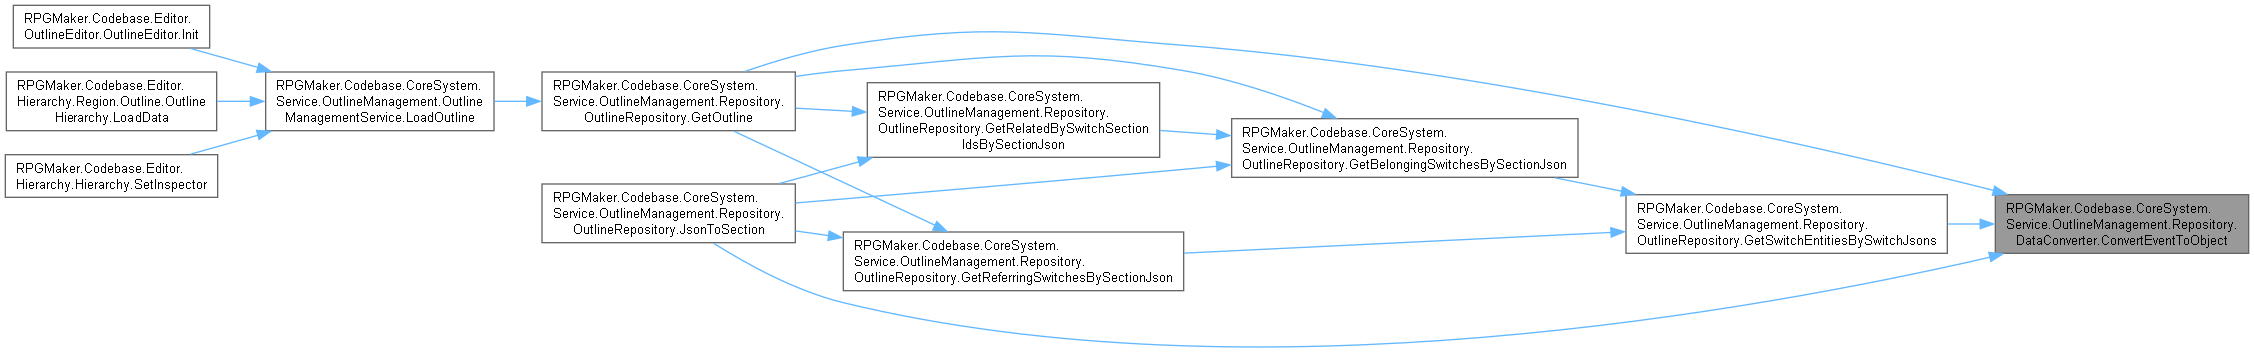 RPGMaker.Codebase.Editor.
OutlineEditor.OutlineEditor.Init
RPGMaker.Codebase.Editor.
Hierarchy.Region.Outline.Outline
Hierarchy.LoadData
RPGMaker.Codebase.Editor.
Hierarchy.Hierarchy.SetInspector
RPGMaker.Codebase.CoreSystem.
Service.OutlineManagement.Outline
ManagementService.LoadOutline
RPGMaker.Codebase.CoreSystem.
Service.OutlineManagement.Repository.
OutlineRepository.GetOutline
RPGMaker.Codebase.CoreSystem.
Service.OutlineManagement.Repository.
OutlineRepository.JsonToSection
RPGMaker.Codebase.CoreSystem.
Service.OutlineManagement.Repository.
OutlineRepository.GetRelatedBySwitchSection
IdsBySectionJson
RPGMaker.Codebase.CoreSystem.
Service.OutlineManagement.Repository.
OutlineRepository.GetReferringSwitchesBySectionJson
RPGMaker.Codebase.CoreSystem.
Service.OutlineManagement.Repository.
OutlineRepository.GetBelongingSwitchesBySectionJson
RPGMaker.Codebase.CoreSystem.
Service.OutlineManagement.Repository.
OutlineRepository.GetSwitchEntitiesBySwitchJsons
RPGMaker.Codebase.CoreSystem.
Service.OutlineManagement.Repository.
DataConverter.ConvertEventToObject